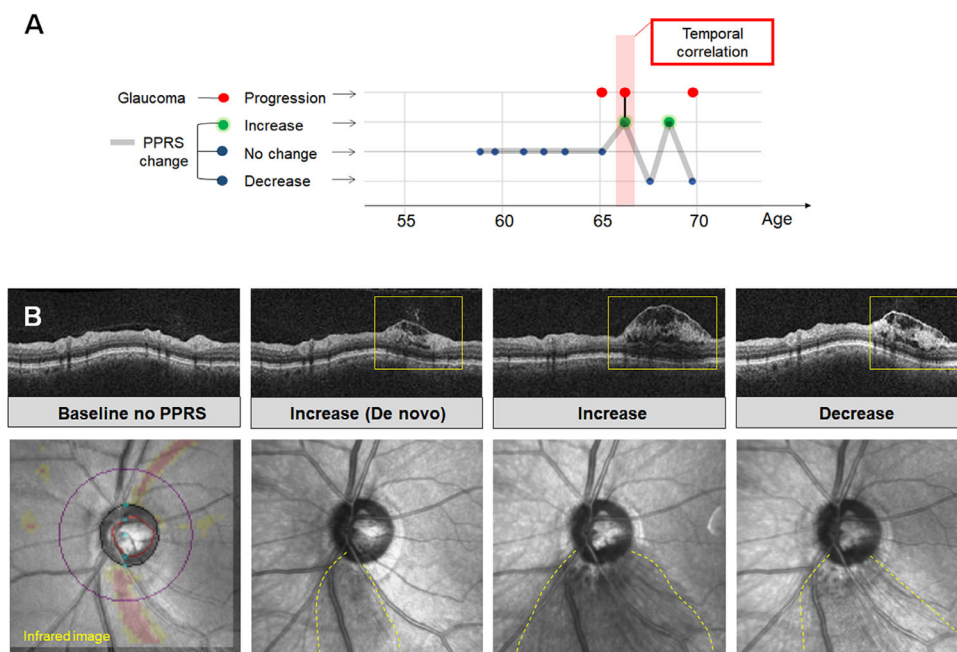 A
Temporal
correlation
Glaucoma
Progression
Increase
PPRS
change
No change
Decrease
55
60
65
70
Age
B
Baseline no PPRS
Increase (De novo)
Increase
Decrease
Infrared image